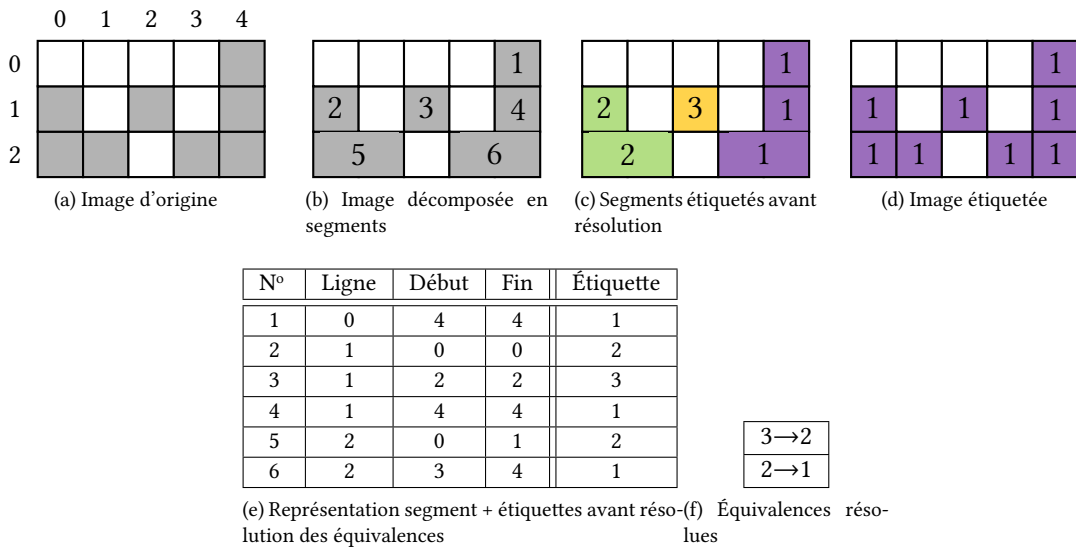 0 1 2 3 4
0
1
2
1
2 3 4
5 6
1
2 3 1
2 1
1
1 1 1
1 1 1 1
(a) Image d'origine
(b) Image décomposée en
segments
(c) Segments étiquetés avant
résolution
(d) Image étiquetée
Nº Ligne Début Fin Étiquette
1 0 4 4 1
2 1 0 0 2
3 1 2 2 3
4 1 4 4 1
5 2 0 1 2
6 2 3 4 1
(e) Représentation segment + étiquettes avant réso-
lution des équivalences
3→2
2→1
(f) Équivalences réso-
lues